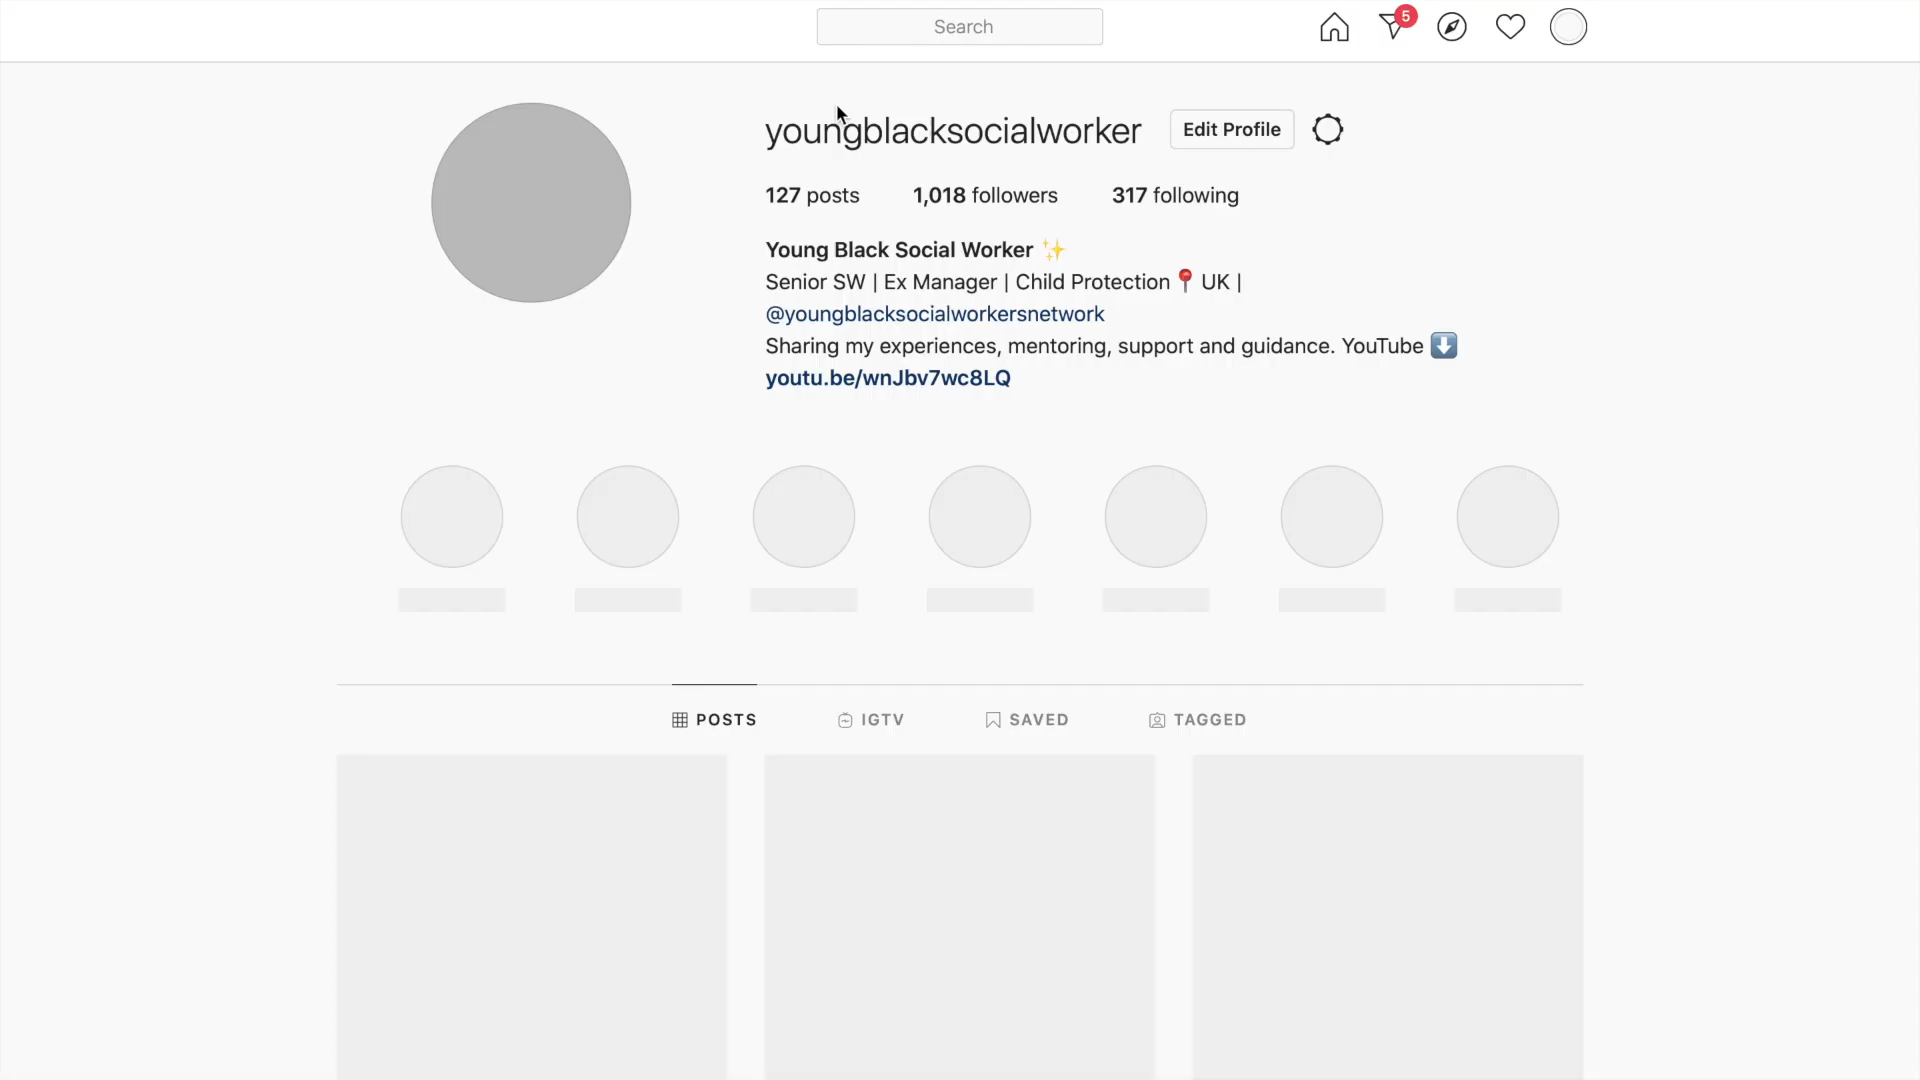 Search
5
youngblacksocialworker Edit Profile
127 posts 1,018 followers 317 following
Young Black Social Worker ✨
Senior SW | Ex Manager | Child Protection📍 UK |
@youngblacksocialworkersnetwork
Sharing my experiences, mentoring, support and guidance. YouTube ⬇️
youtu.be/wnJbv7wc8LQ
POSTS IGTV SAVED TAGGED